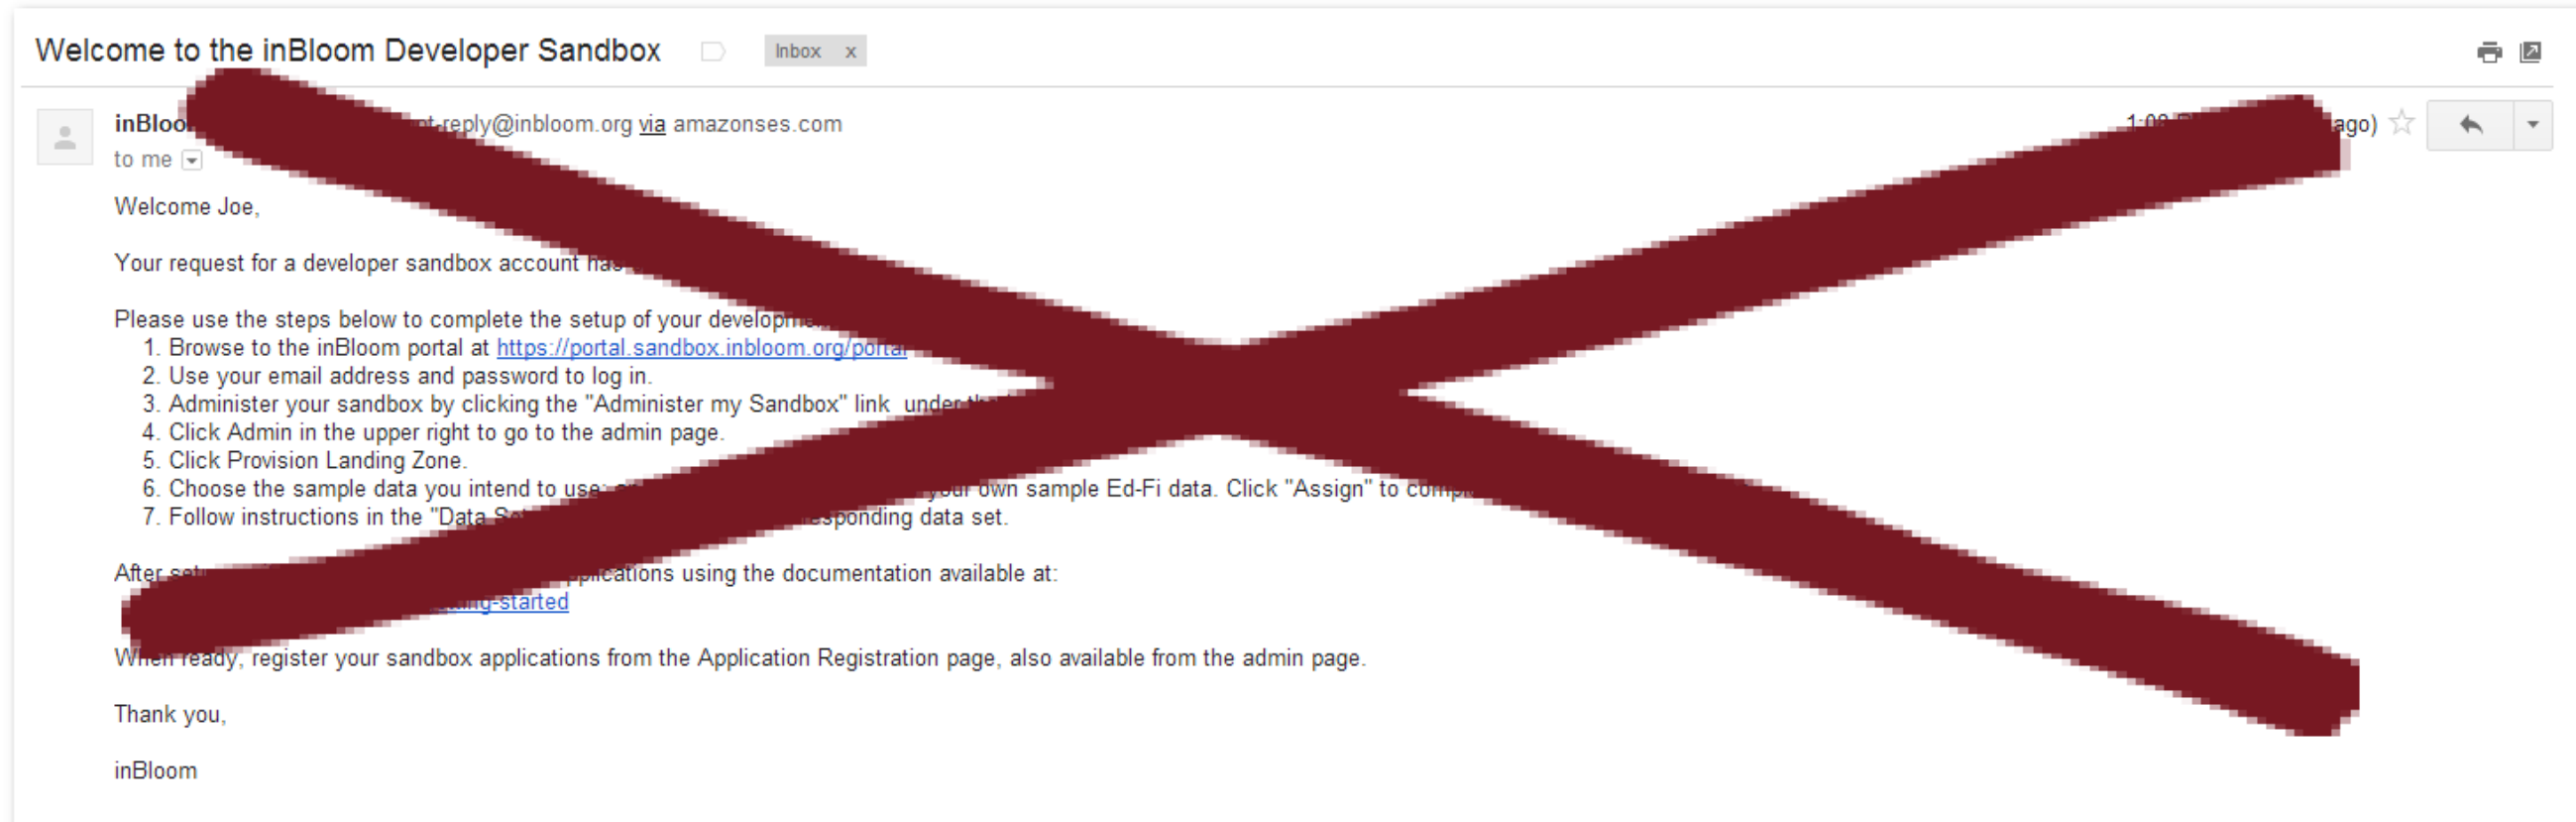 Welcome to the inBloom Developer Sandbox Inbox x
reply@inbloom.org via amazonses.com ago)
to me
Welcome Joe,
Your request for a developer sandbox account has
Please use the steps below to complete the setup of your
1. Browse to the inBloom portal at https://portal.sandbox.inbloom.org/portal
2. Use your email address and password to log in.
3. Administer your sandbox by clicking the "Administer my Sandbox" link under
4. Click Admin in the upper right to go to the admin page.
5. Click Provision Landing Zone.
6. Choose the sample data you intend to use; your own sample Ed-Fi data. Click "Assign" to
7. Follow instructions in the "Data data set.
After using the documentation available at:
started
When ready, register your sandbox applications from the Application Registration page, also available from the admin page.
Thank you,
inBloom